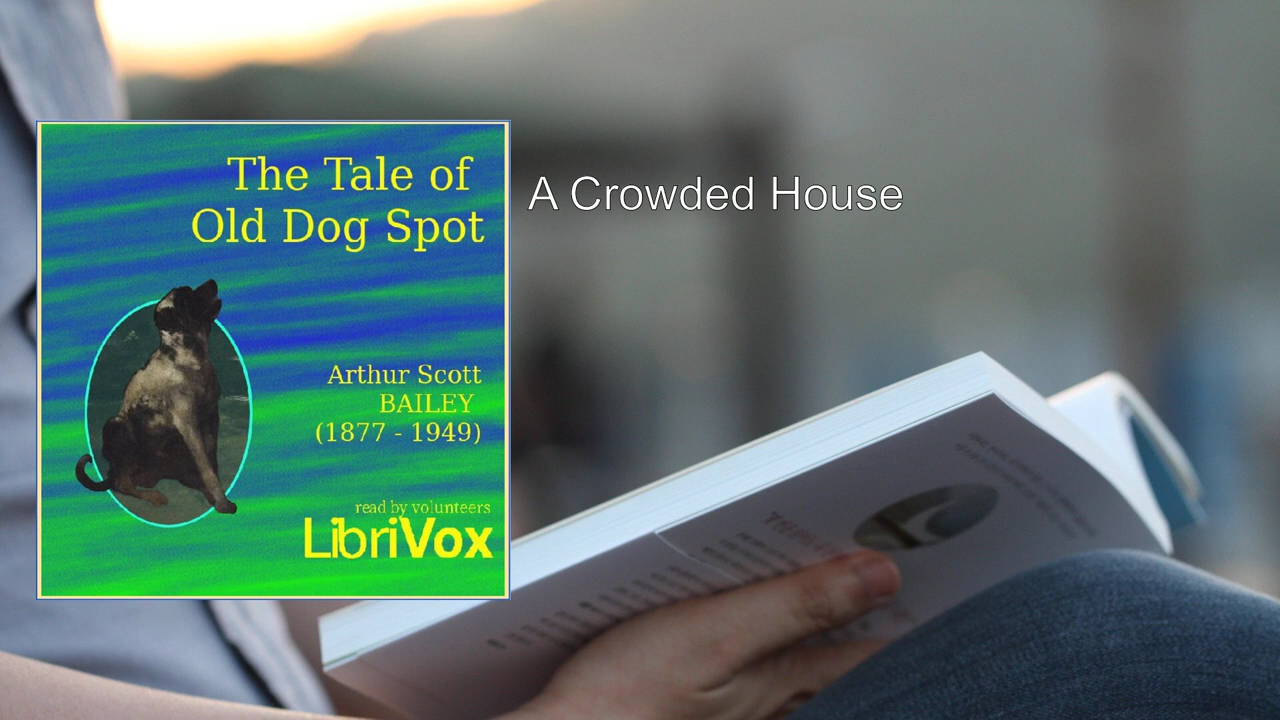 The Tale of
Old Dog Spot
A Crowded House
Arthur Scott
BAILEY
(1877 - 1949)
read by volunteers
LibriVox